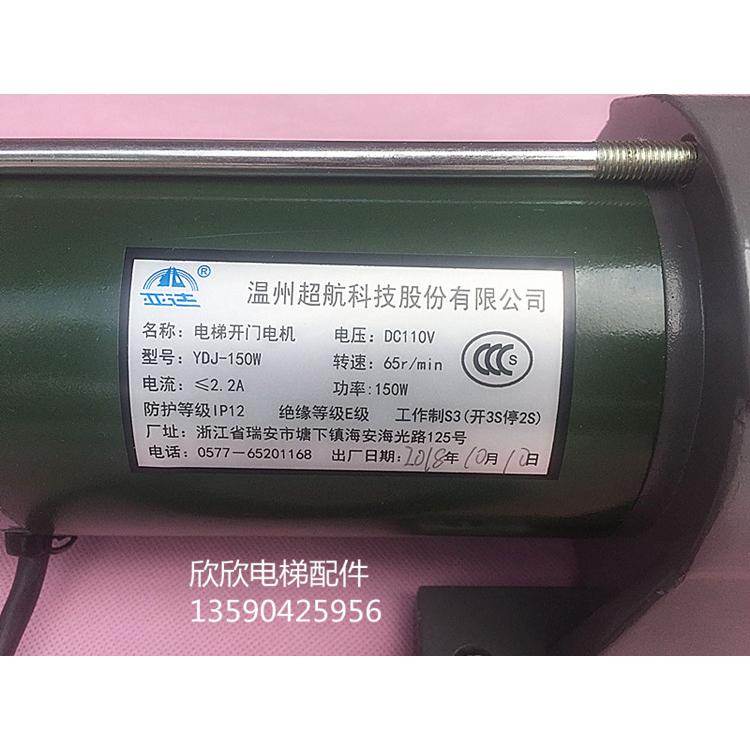 亚达®
温州超航科技股份有限公司
名称：电梯开门电机 电压：DC110V
型号：YDJ-150W 转速：65r/min
电流：≤2.2A 功率：150W
CCC S
防护等级IP12 绝缘等级E级 工作制S3(开3S停2S)
厂址：浙江省瑞安市塘下镇海安海光路125号
电话：0577-65201168 出厂日期：2018年10月12日
欣欣电梯配件
13590425956